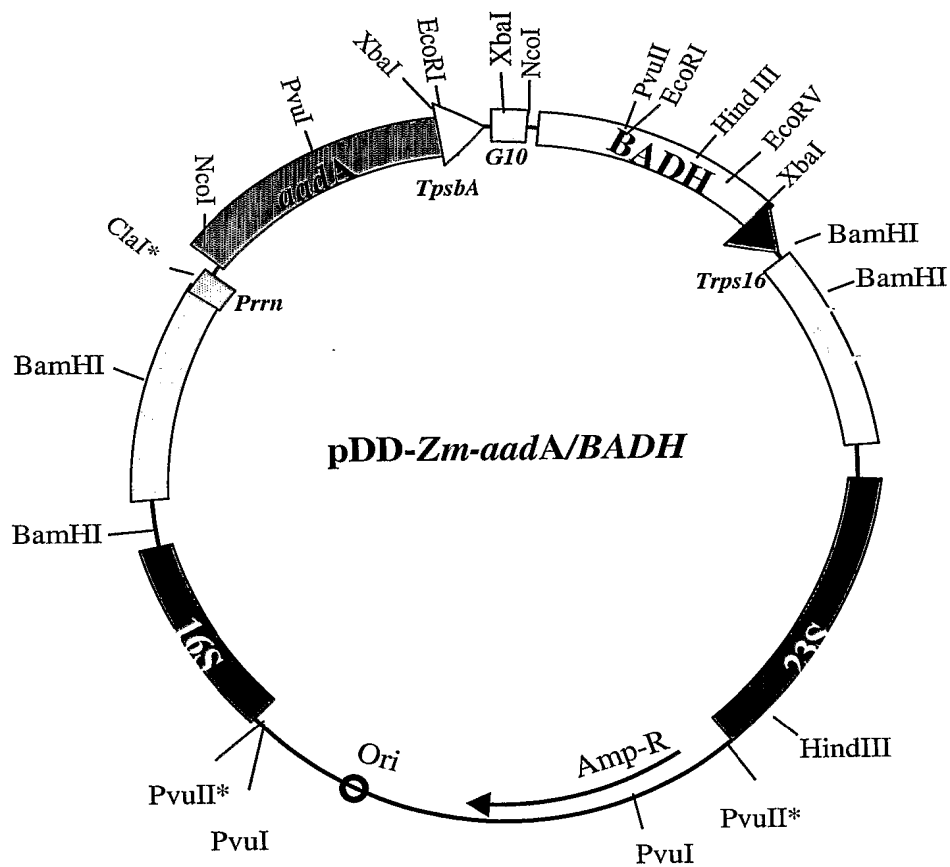 XbaI
EcoRI
XbaI
NcoI
PvuII
EcoRI
Hind III
EcoRV
XbaI
PvuI
NcoI
ClaI*
aadA
TpsbA
G10
BADH
Trps16
Prrn
BamHI
BamHI
BamHI
BamHI
pDD-Zm-aadA/BADH
16S
23S
HindIII
PvuII*
PvuI
Ori
Amp-R
PvuI
PvuII*